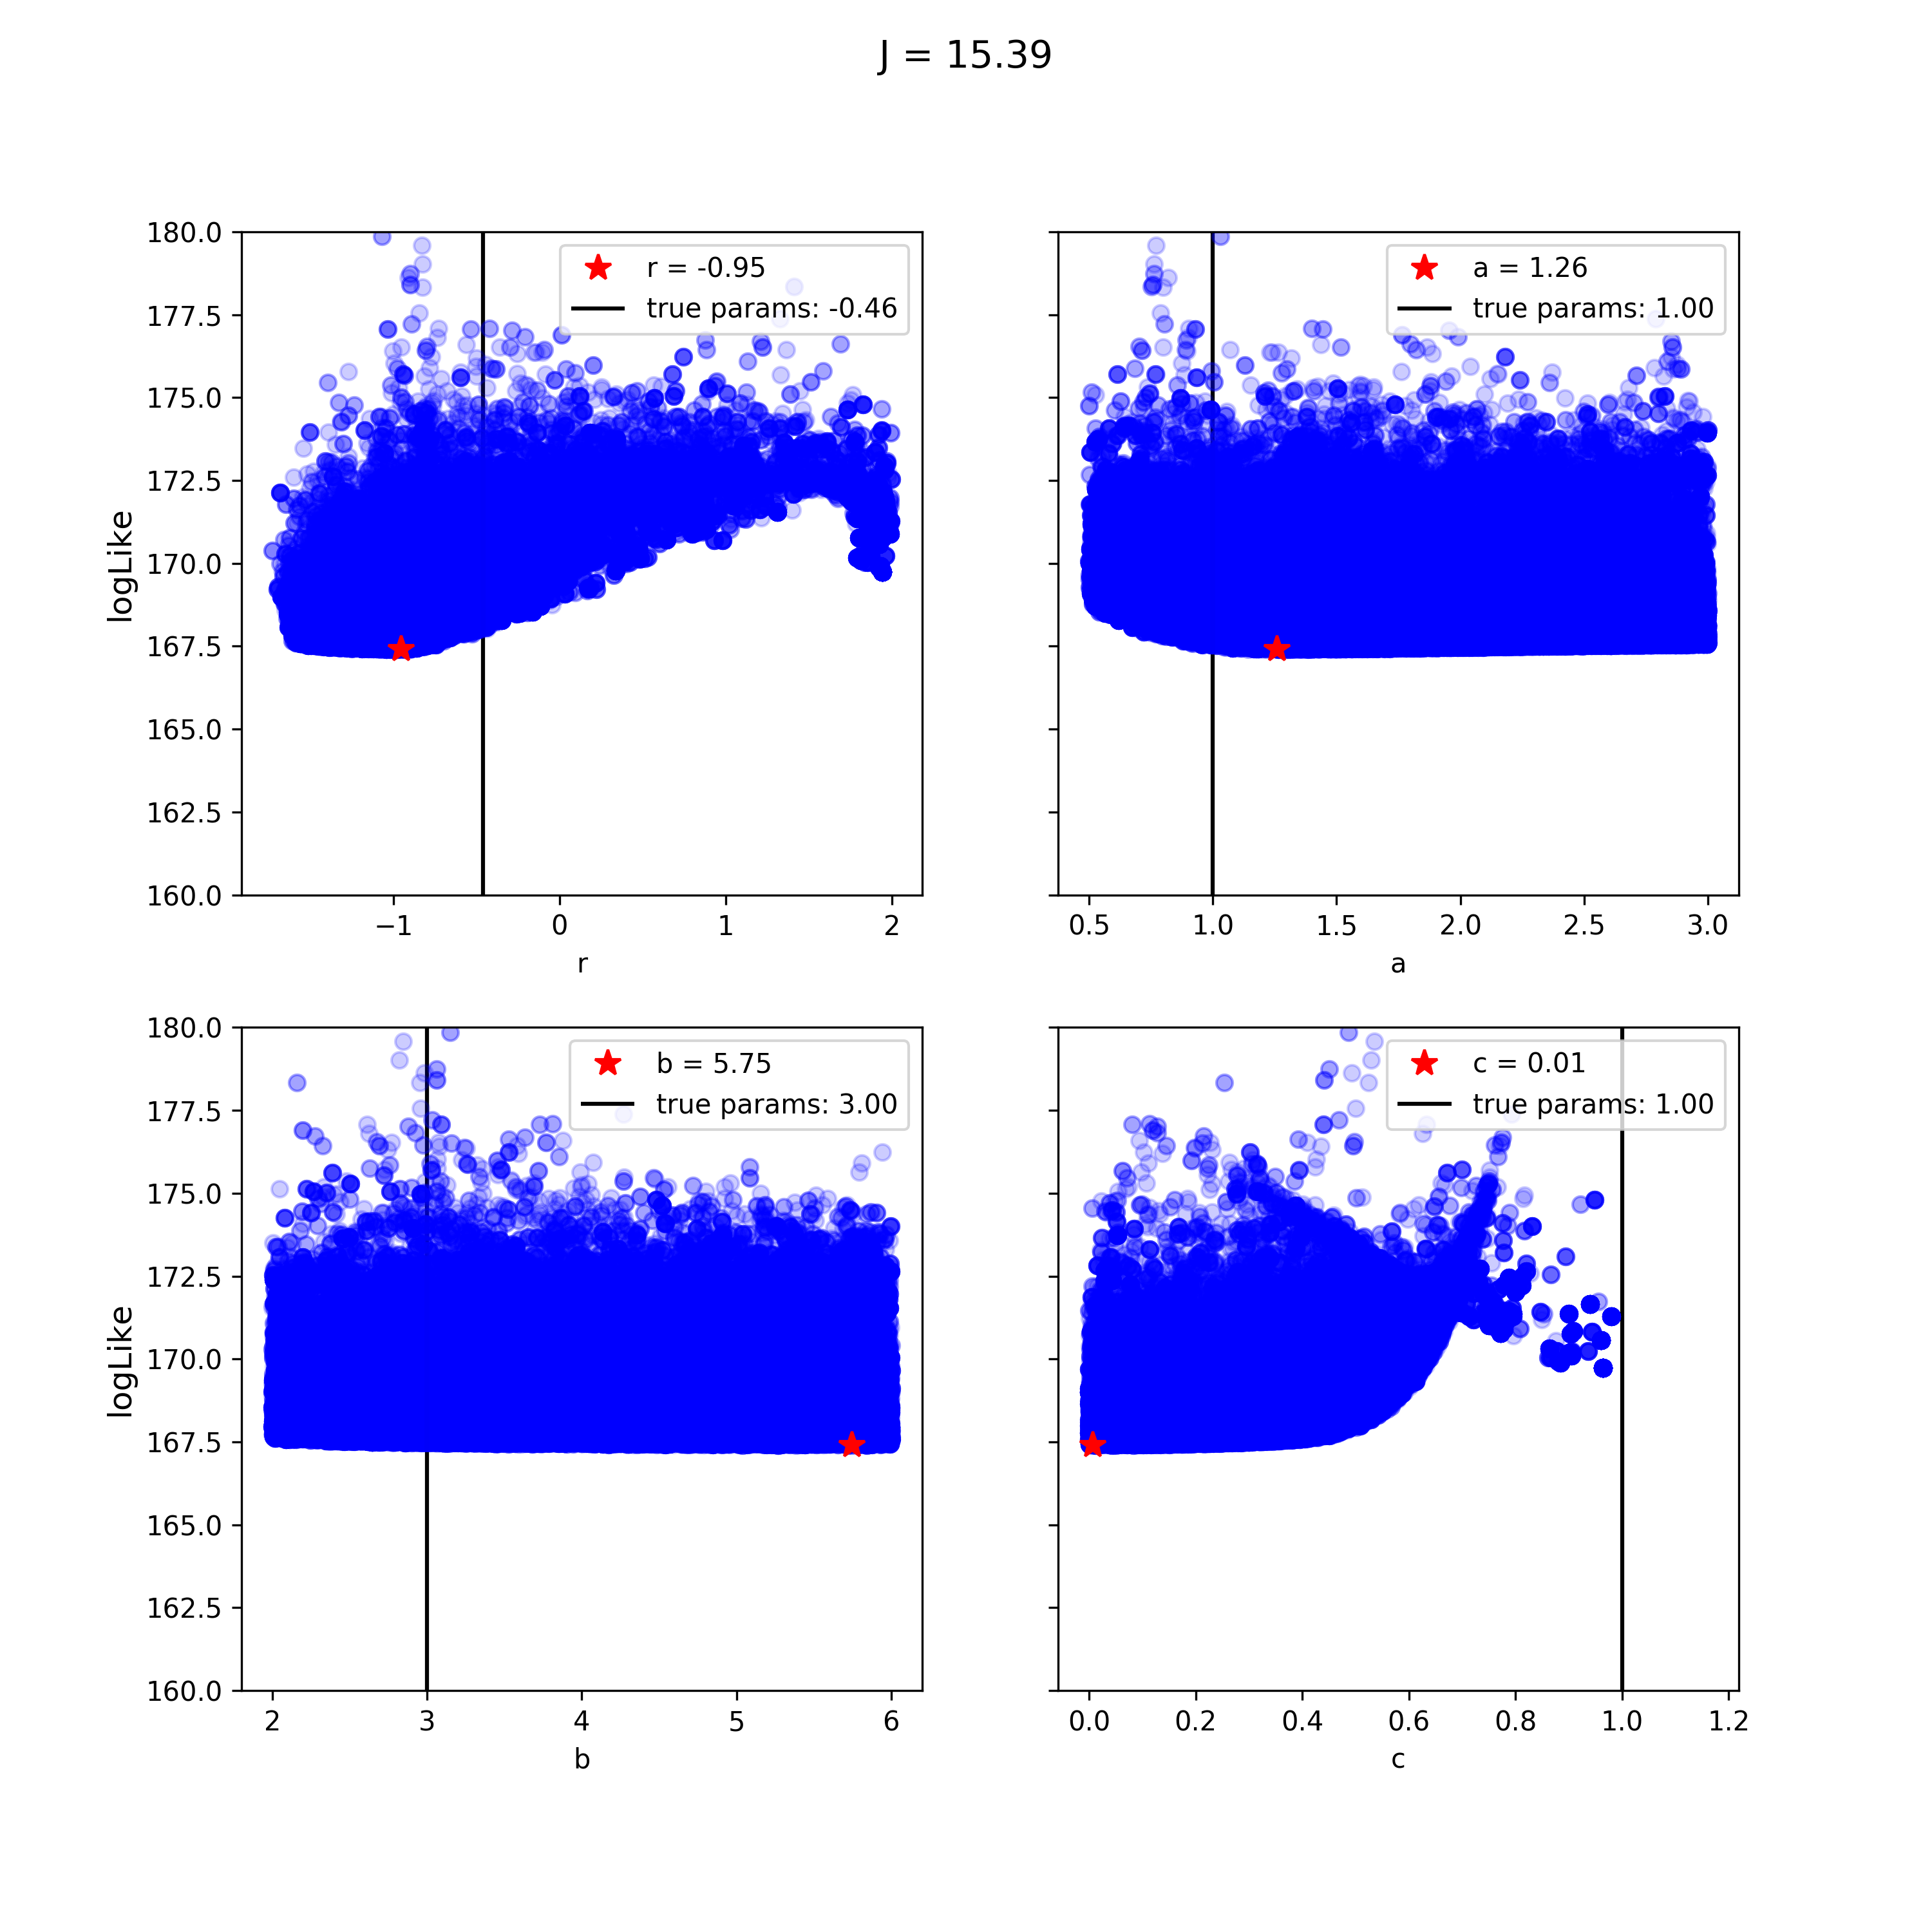 J = 15.39
180.0
177.5
175.0
172.5
170.0
167.5
165.0
162.5
160.0
logLike
r = -0.95
true params: -0.46
−1
0
1
2
r
a = 1.26
true params: 1.00
0.5
1.0
1.5
2.0
2.5
3.0
a
180.0
177.5
175.0
172.5
170.0
167.5
165.0
162.5
160.0
logLike
b = 5.75
true params: 3.00
2
3
4
5
6
b
c = 0.01
true params: 1.00
0.0
0.2
0.4
0.6
0.8
1.0
1.2
c